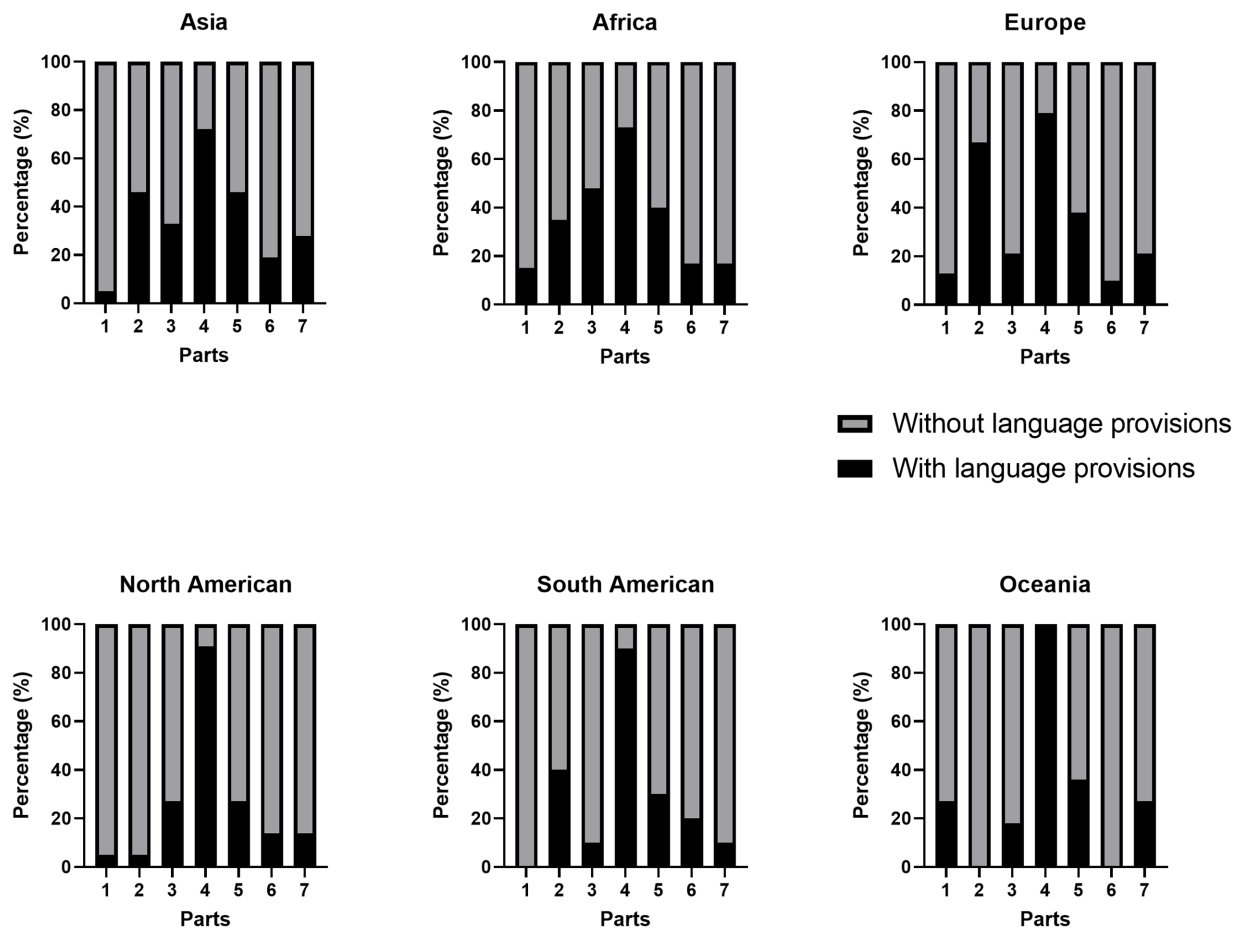 Asia
Percentage (%)
100
80
60
40
20
0
1 2 3 4 5 6 7
Parts
Africa
Percentage (%)
100
80
60
40
20
0
1 2 3 4 5 6 7
Parts
Europe
Percentage (%)
100
80
60
40
20
0
1 2 3 4 5 6 7
Parts
Without language provisions
With language provisions
North American
Percentage (%)
100
80
60
40
20
0
1 2 3 4 5 6 7
Parts
South American
Percentage (%)
100
80
60
40
20
0
1 2 3 4 5 6 7
Parts
Oceania
Percentage (%)
100
80
60
40
20
0
1 2 3 4 5 6 7
Parts